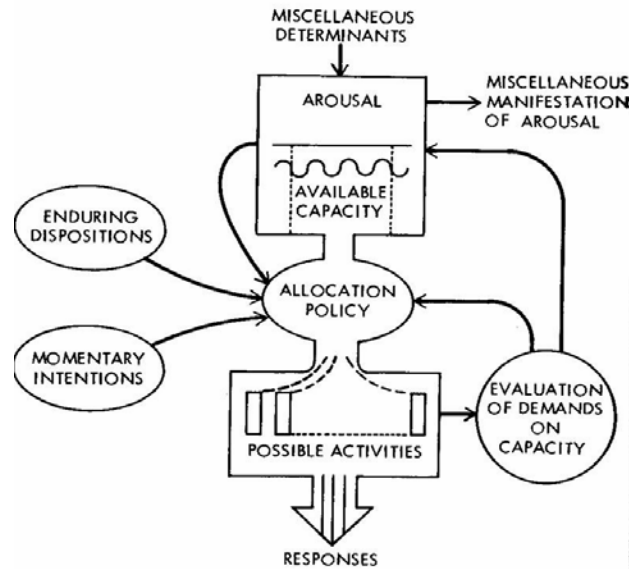 MISCELLANEOUS
DETERMINANTS
AROUSAL
MISCELLANEOUS
MANIFESTATION
OF AROUSAL
AVAILABLE
CAPACITY
ENDURING
DISPOSITIONS
ALLOCATION
POLICY
MOMENTARY
INTENTIONS
EVALUATION
OF DEMANDS
ON
CAPACITY
POSSIBLE ACTIVITIES
RESPONSES